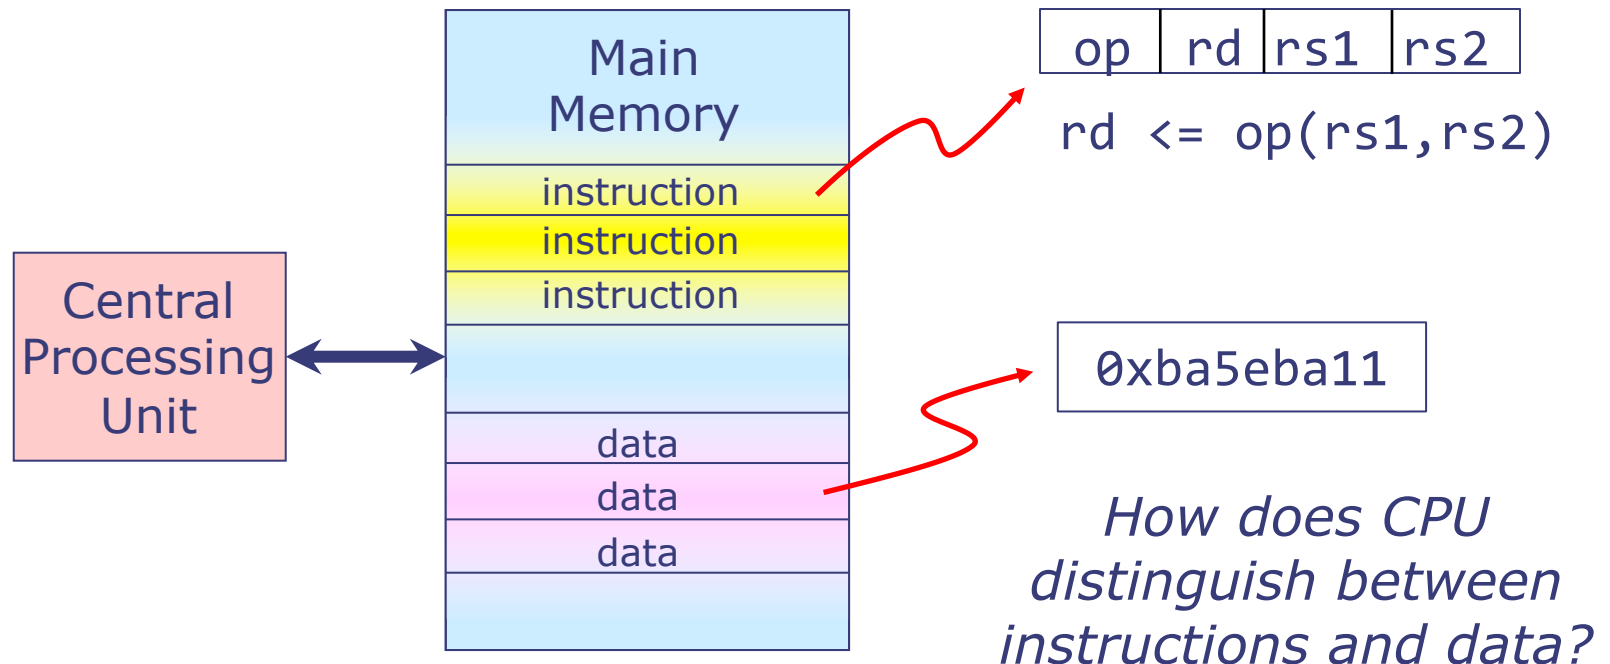 Main
Memory
instruction
instruction
instruction
data
data
data
Central
Processing
Unit
op rd rs1 rs2
rd <= op(rs1,rs2)
0xba5eba11
How does CPU
distinguish between
instructions and data?